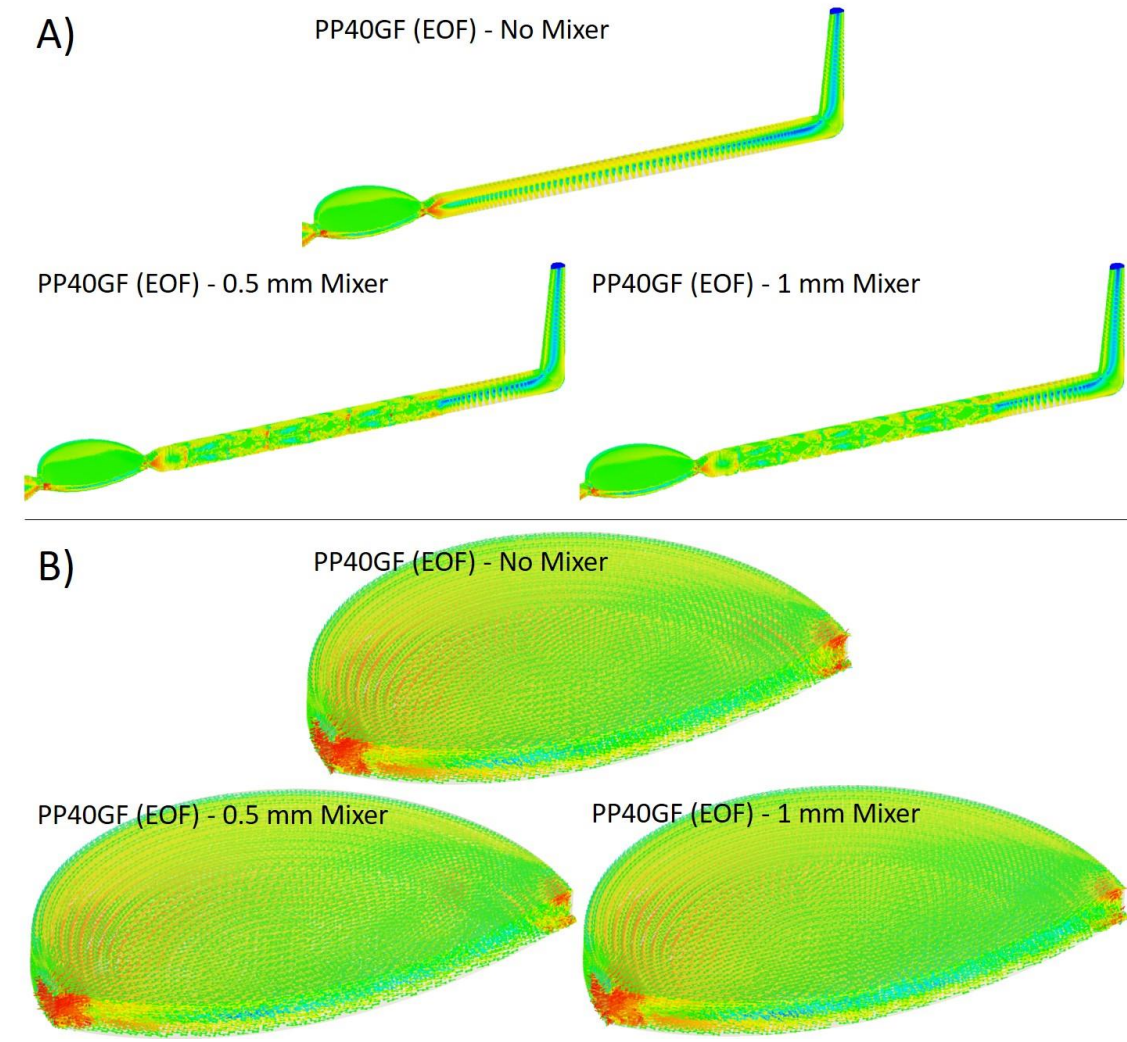 A)
PP40GF (EOF) - No Mixer
PP40GF (EOF) - 0.5 mm Mixer
PP40GF (EOF) - 1 mm Mixer
B)
PP40GF (EOF) - No Mixer
PP40GF (EOF) - 0.5 mm Mixer
PP40GF (EOF) - 1 mm Mixer